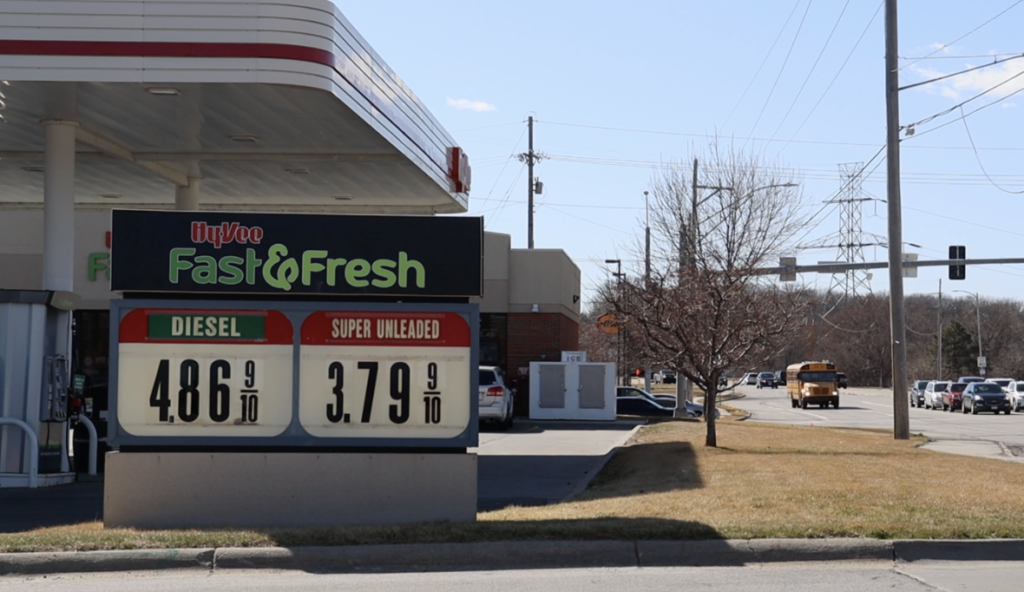 HyVee
Fast&Fresh
DIESEL
SUPER UNLEADED
4.86 9/10
3.79 9/10